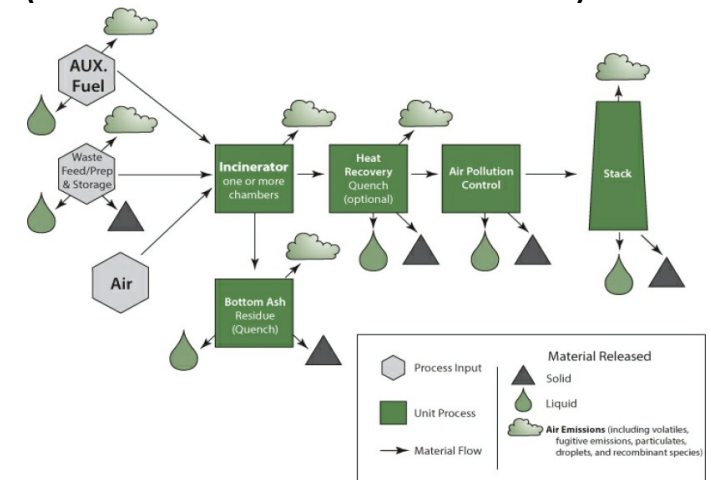 AUX.
Fuel
Waste
Feed/Prep
& Storage
Air
Incinerator
one or more
chambers
Heat
Recovery
Quench
(optional)
Air Pollution
Control
Stack
Bottom Ash
Residue
(Quench)
Process Input
Unit Process
Material Flow
Material Released
Solid
Liquid
Air Emissions (including volatiles,
fugitive emissions, particulates,
droplets, and recombinant species)